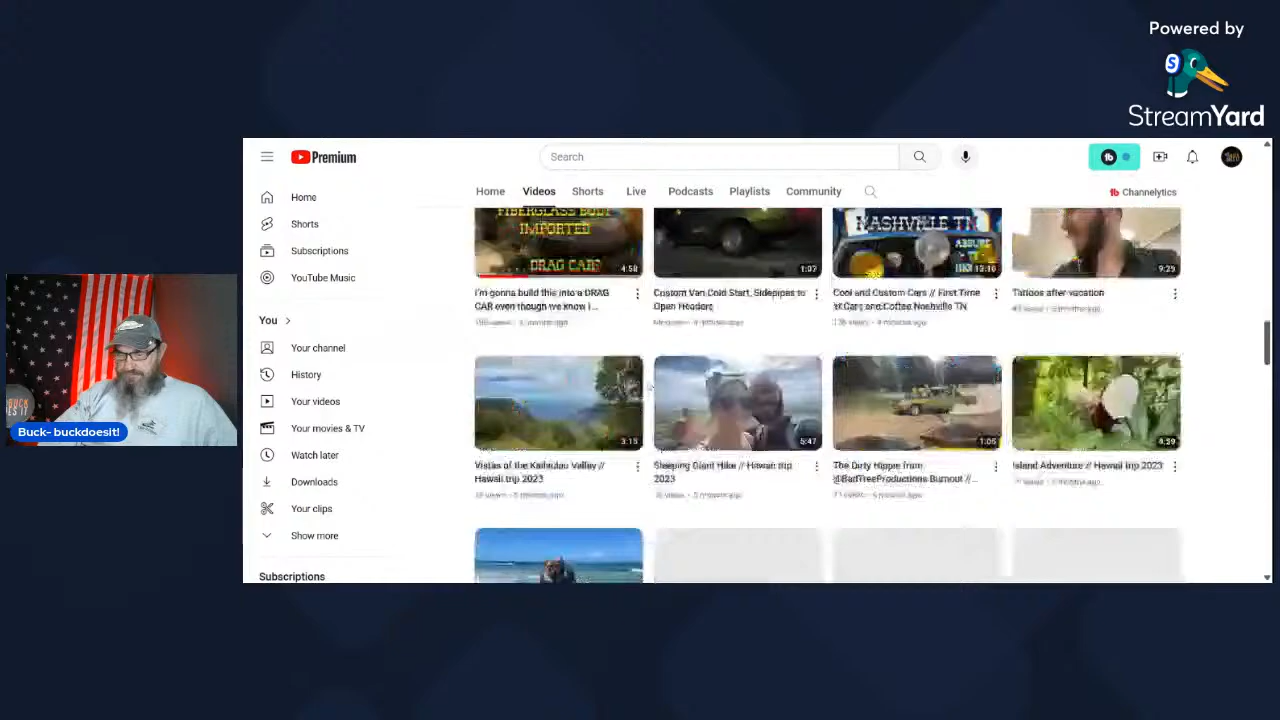 Powered by
StreamYard
Premium
Search
Home
Videos
Shorts
Live
Podcasts
Playlists
Community
Channelytics
Home
Shorts
Subscriptions
YouTube Music
You
Your channel
History
Your videos
Your movies & TV
Watch later
Downloads
Your clips
Show more
Subscriptions
FIBERGLASS BODY
IMPORTED
DRAG CAR
4:58
I'm gonna build this into a DRAG
CAR even though we know I...
1:07
Custom Van Cold Start, Sidepipes to
Open Headers
NASHVILLE TN
Cool and Custom Cars // First Time
at Cars and Coffee Nashville TN
9:29
Tattoos after vacation
3:15
Vistas of the Kalalau Valley //
Hawaii trip 2023
5:47
Sleeping Giant Hike // Hawaii trip
2023
1:06
The Dirty Hippie from
@BadTreeProductions Burnout //...
Island Adventure // Hawaii trip 2023
Buck- buckdoesit!